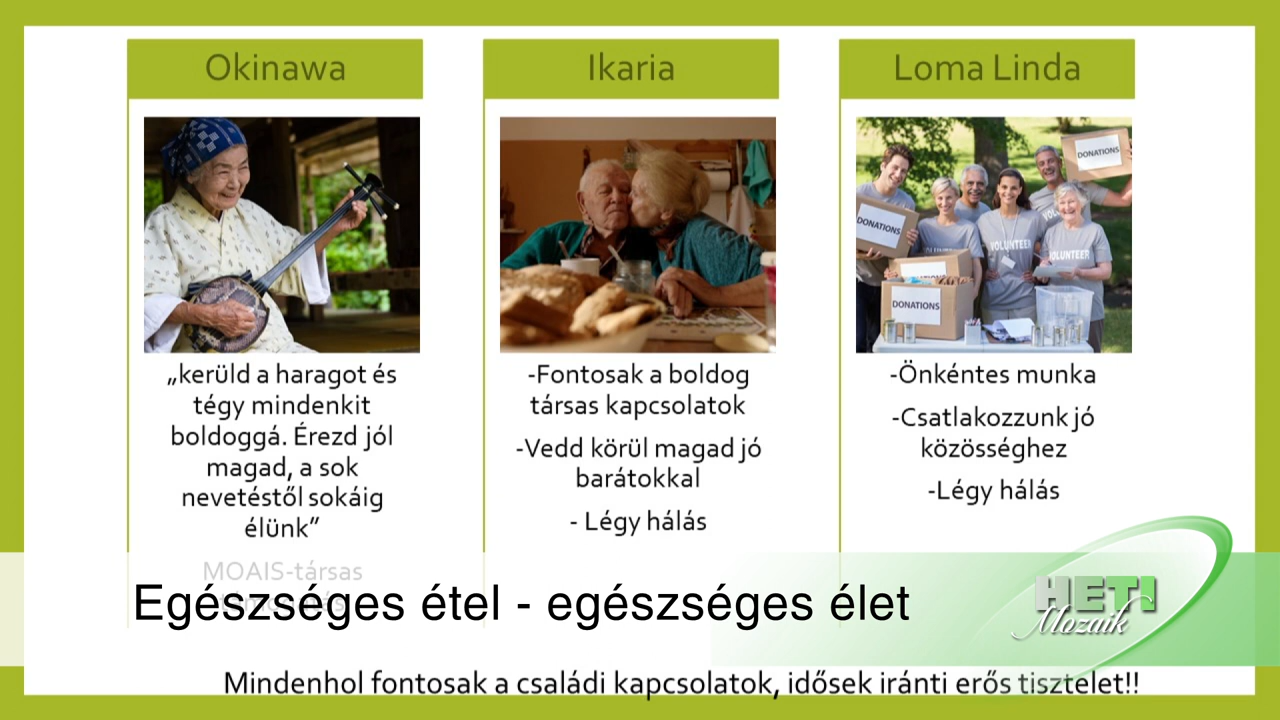 Okinawa
Ikaria
Loma Linda
DONATIONS
DONATIONS
VOLUNTEER
VOLUNTEER
DONATIONS
„kerüld a haragot és
tégy mindenkit
boldoggá. Érezd jól
magad, a sok
nevetéstől sokáig
élünk”
MOAIS-társas
-Fontosak a boldog
társas kapcsolatok
-Vedd körül magad jó
barátokkal
- Légy hálás
-Önkéntes munka
-Csatlakozzunk jó
közösséghez
-Légy hálás
Egészséges étel - egészséges élet
HETI
Mozaik
Mindenhol fontosak a családi kapcsolatok, idősek iránti erős tisztelet!!